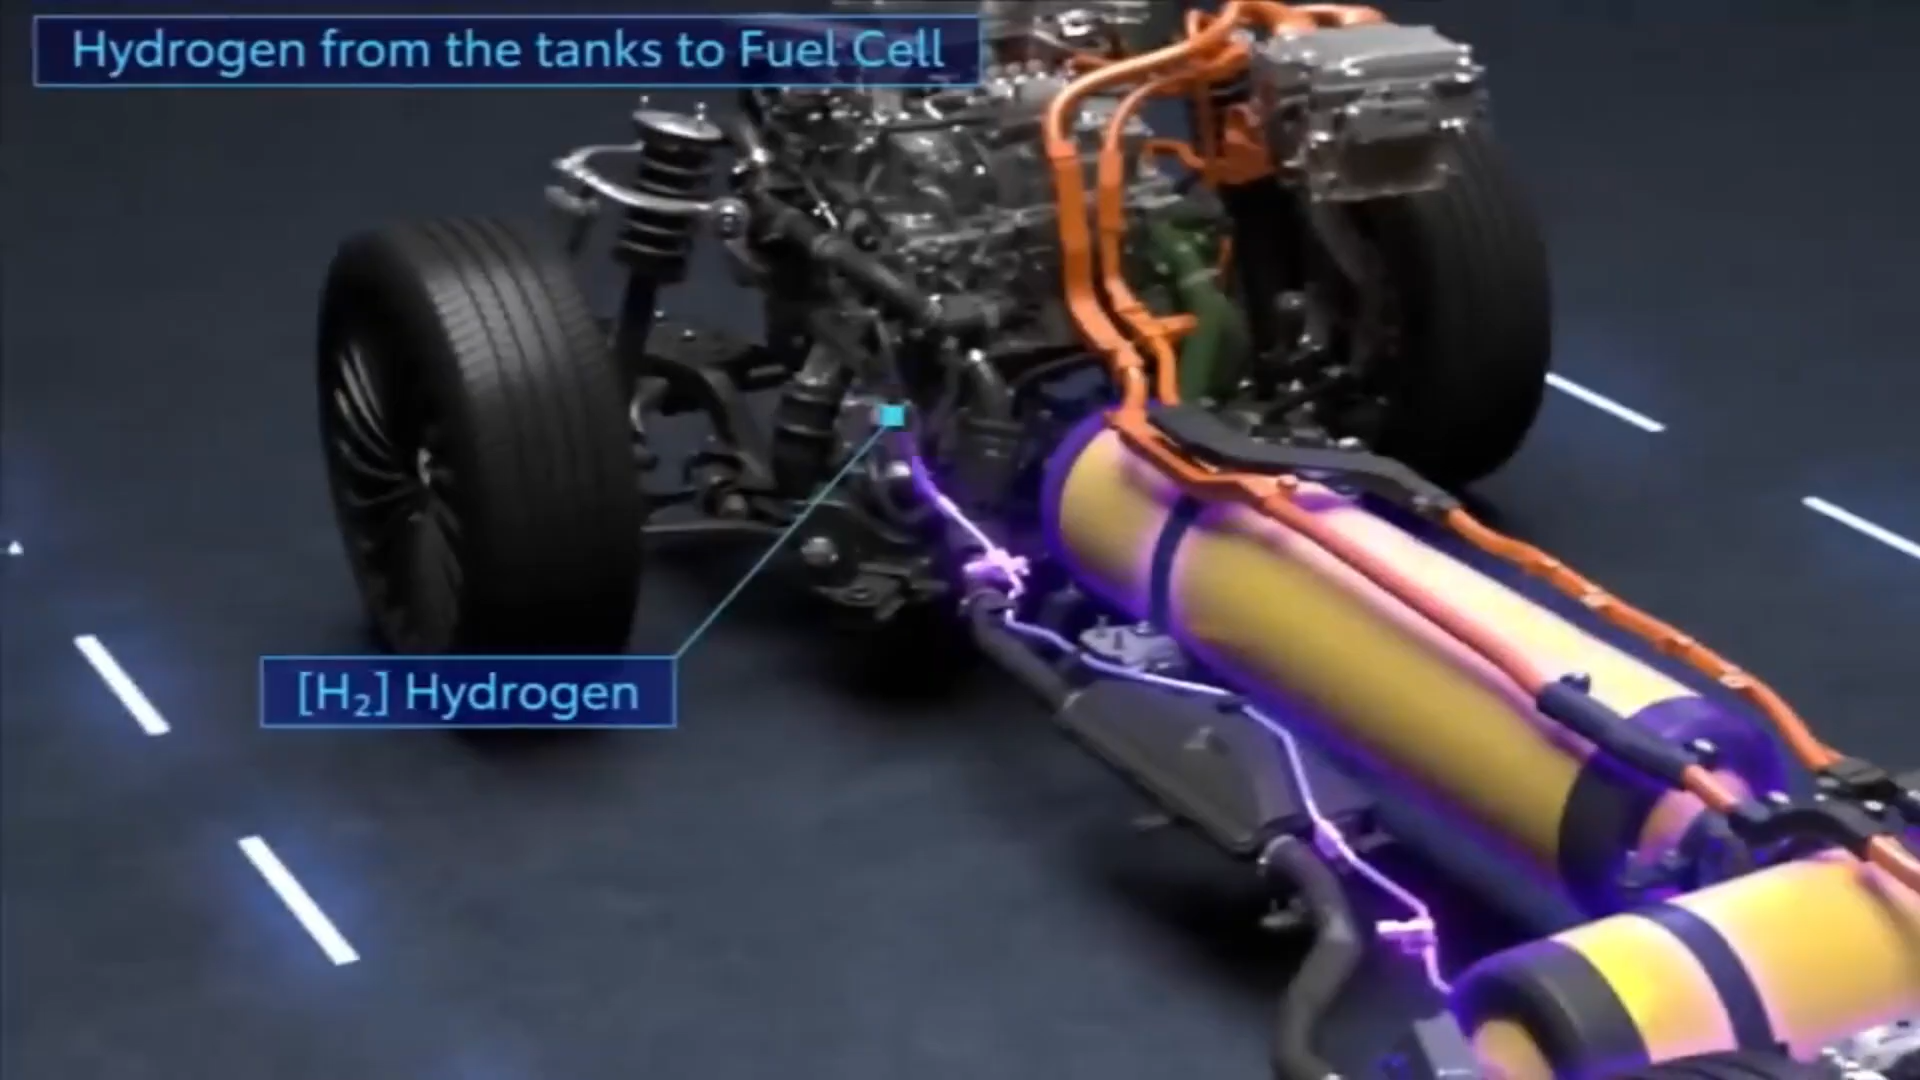 Hydrogen from the tanks to Fuel Cell
[H₂] Hydrogen